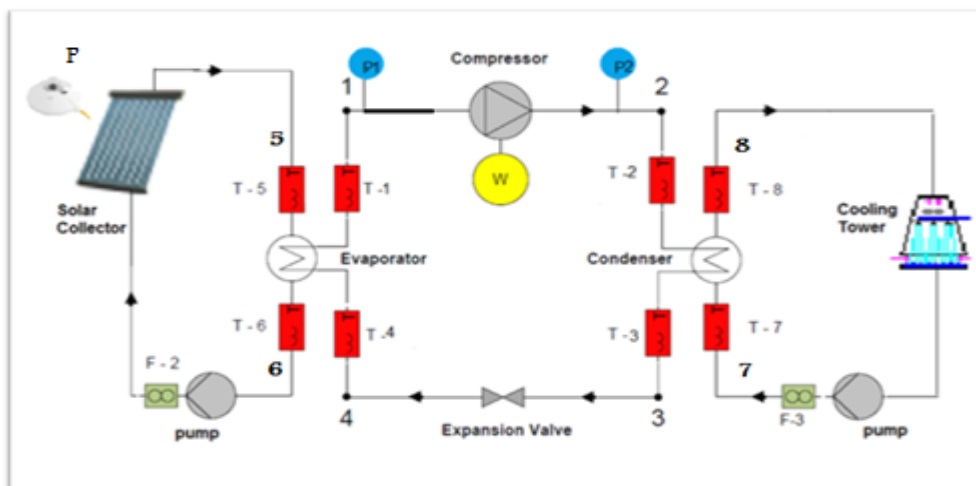 F
P1
Compressor
P2
1
2
5
8
W
T - 5
T -1
T -2
T - 8
Solar
Collector
Cooling
Tower
Evaporator
Condenser
T - 6
T -4
T -3
T - 7
F - 2
6
7
4
3
F-3
pump
Expansion Valve
pump